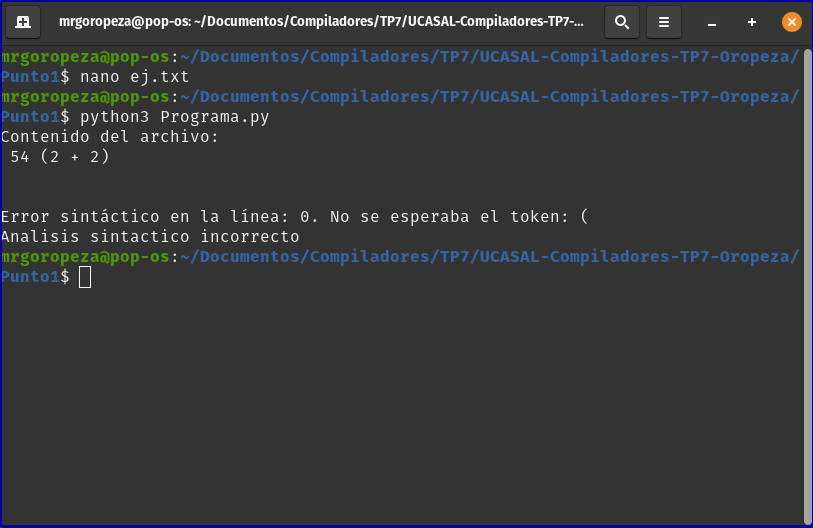 mrgoropeza@pop-os: ~/Documentos/Compiladores/TP7/UCASAL-Compiladores-TP7-...
mrgoropeza@pop-os:~/Documentos/Compiladores/TP7/UCASAL-Compiladores-TP7-Oropeza/
Punto1$ nano ej.txt
mrgoropeza@pop-os:~/Documentos/Compiladores/TP7/UCASAL-Compiladores-TP7-Oropeza/
Punto1$ python3 Programa.py
Contenido del archivo:
 54 (2 + 2)
Error sintáctico en la línea: 0. No se esperaba el token: (
Analisis sintactico incorrecto
mrgoropeza@pop-os:~/Documentos/Compiladores/TP7/UCASAL-Compiladores-TP7-Oropeza/
Punto1$